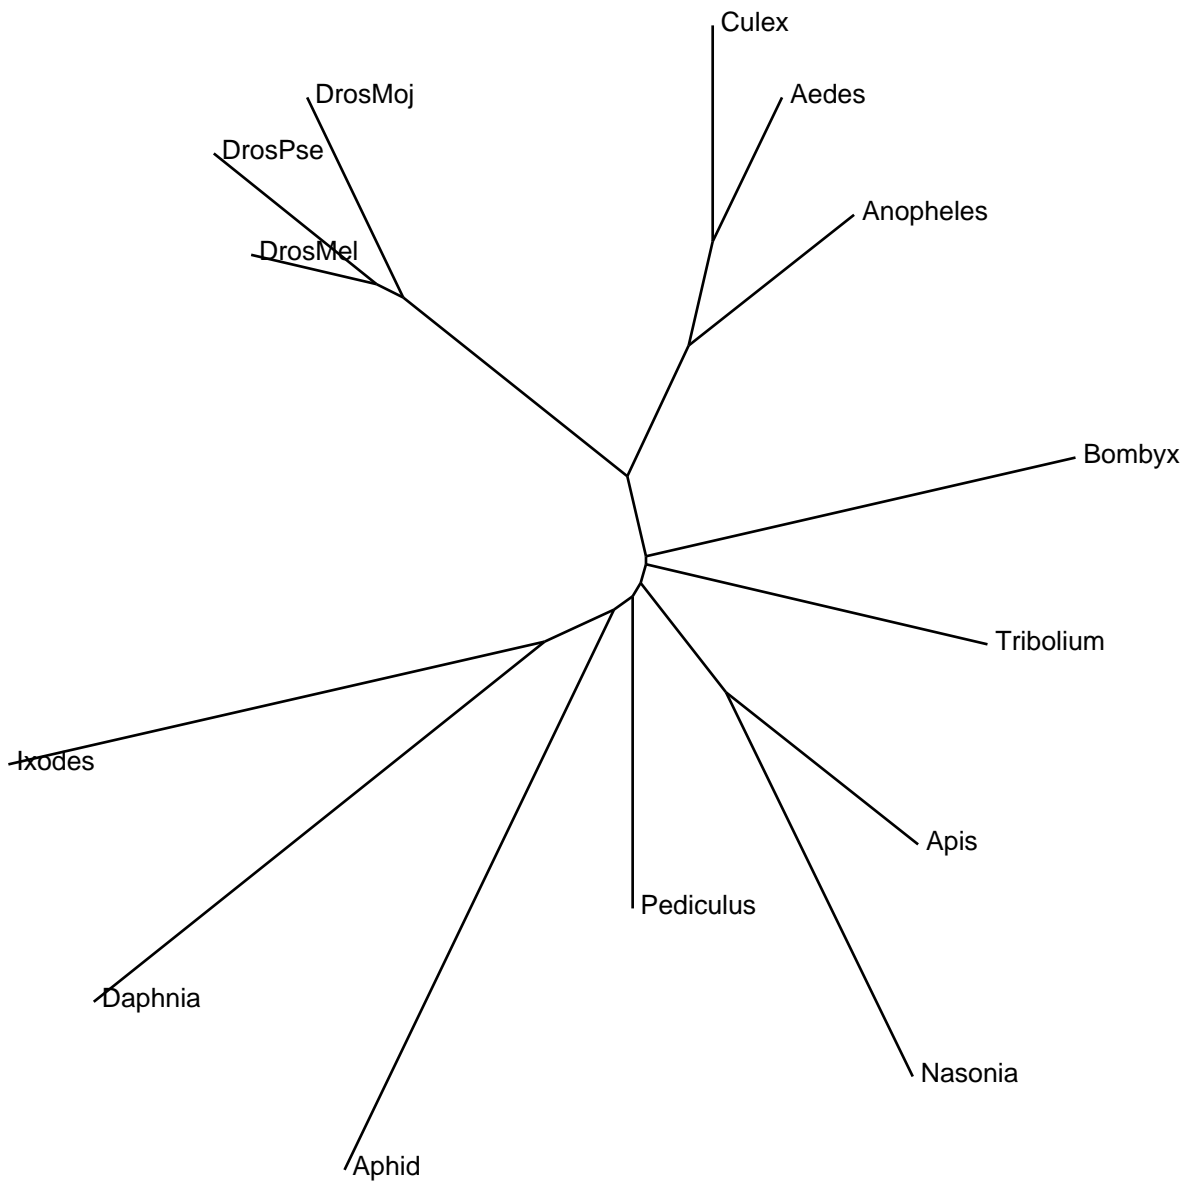 Culex
DrosMoj
Aedes
DrosPse
Anopheles
DrosMel
Bombyx
Tribolium
Ixodes
Apis
Pediculus
Daphnia
Nasonia
Aphid